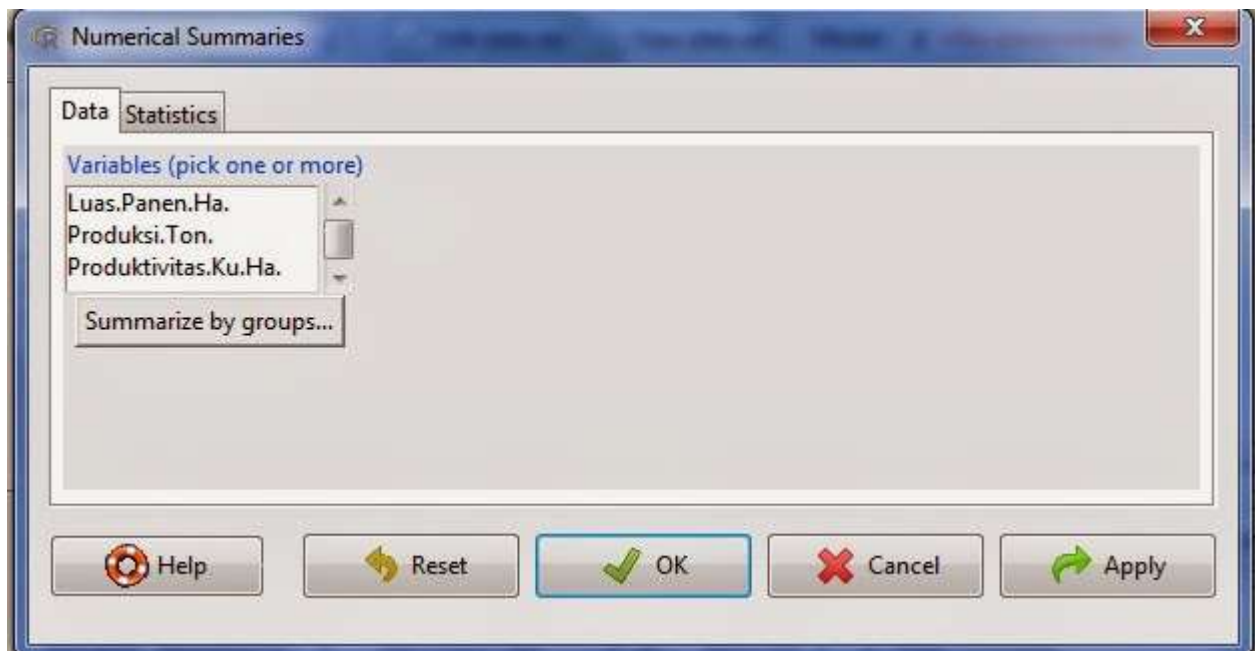 Numerical Summaries
Data Statistics
Variables (pick one or more)
Luas.Panen.Ha.
Produksi.Ton.
Produktivitas.Ku.Ha.
Summarize by groups...
Help Reset OK Cancel Apply